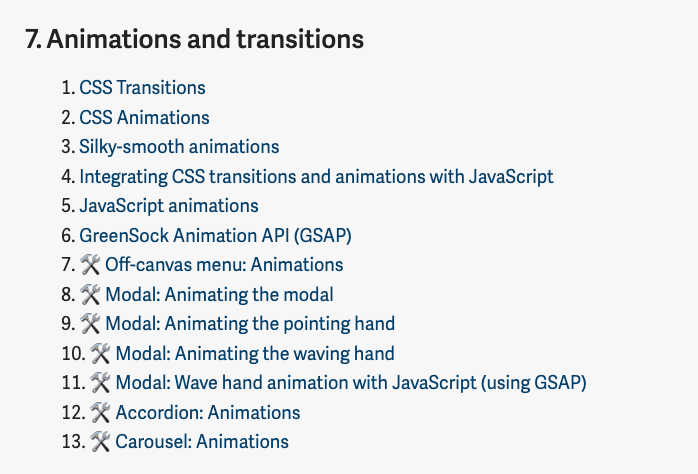 7. Animations and transitions
1. CSS Transitions
2. CSS Animations
3. Silky-smooth animations
4. Integrating CSS transitions and animations with JavaScript
5. JavaScript animations
6. GreenSock Animation API (GSAP)
7. 🛠 Off-canvas menu: Animations
8. 🛠 Modal: Animating the modal
9. 🛠 Modal: Animating the pointing hand
10. 🛠 Modal: Animating the waving hand
11. 🛠 Modal: Wave hand animation with JavaScript (using GSAP)
12. 🛠 Accordion: Animations
13. 🛠 Carousel: Animations